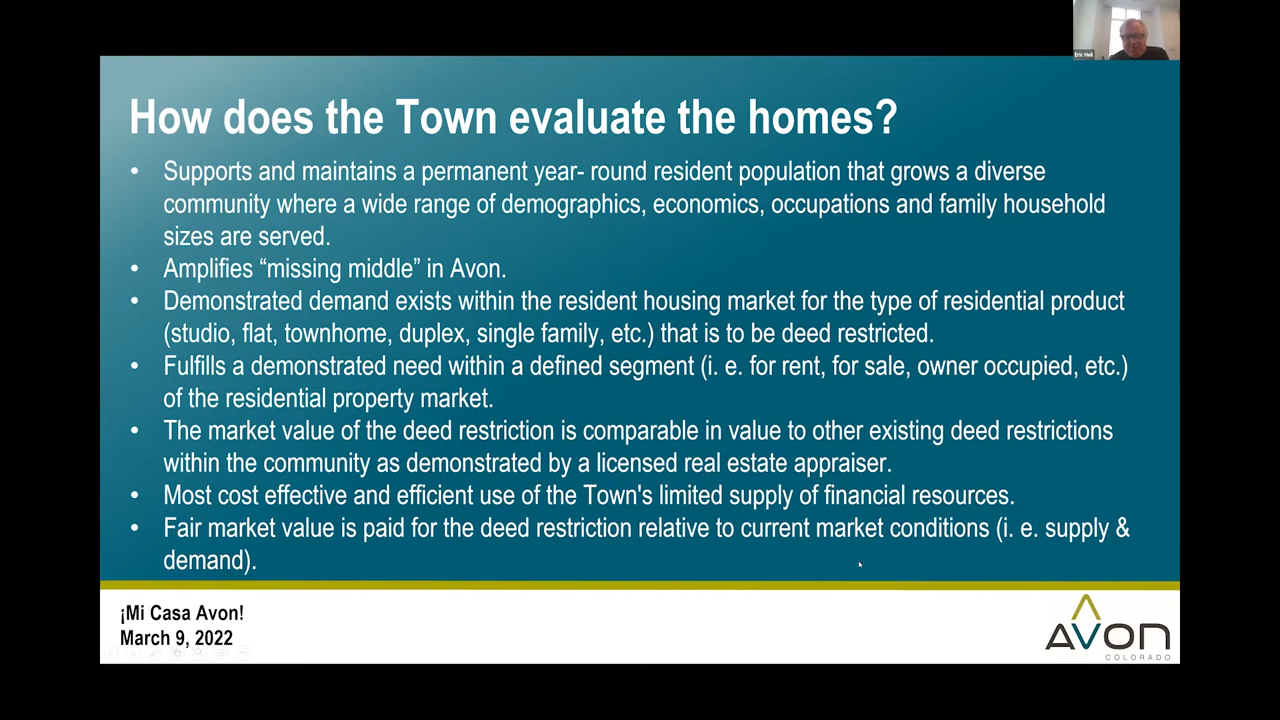 Eric Heil
How does the Town evaluate the homes?
• Supports and maintains a permanent year- round resident population that grows a diverse
community where a wide range of demographics, economics, occupations and family household
sizes are served.
• Amplifies “missing middle” in Avon.
• Demonstrated demand exists within the resident housing market for the type of residential product
(studio, flat, townhome, duplex, single family, etc.) that is to be deed restricted.
• Fulfills a demonstrated need within a defined segment (i. e. for rent, for sale, owner occupied, etc.)
of the residential property market.
• The market value of the deed restriction is comparable in value to other existing deed restrictions
within the community as demonstrated by a licensed real estate appraiser.
• Most cost effective and efficient use of the Town's limited supply of financial resources.
• Fair market value is paid for the deed restriction relative to current market conditions (i. e. supply &
demand).
¡Mi Casa Avon!
March 9, 2022
AVON
COLORADO